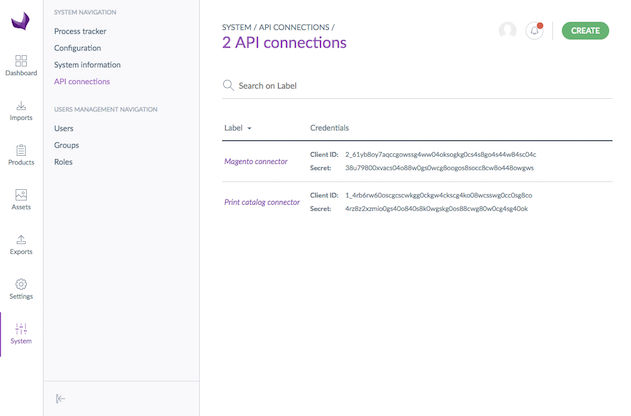 SYSTEM NAVIGATION
Process tracker
Configuration
System information
API connections
USERS MANAGEMENT NAVIGATION
Users
Groups
Roles
Dashboard
Imports
Products
Assets
Exports
Settings
System
SYSTEM / API CONNECTIONS /
2 API connections
CREATE
Search on Label
Label Credentials
Magento connector
Client ID: 2_61yb8oy7aqccgowssg4ww04oksogkg0cs4s8go4s44w84sc04c
Secret: 38u79800xvacs04o88w0gs0wcg8oogos8socc8cw8o448owgws
Print catalog connector
Client ID: 1_4rb6rw60oscgcscwkgg0ckgw4ckscg4ko08wcsswg0cc0sg8co
Secret: 4rz8z2xzmio0gs40o840s8k0wgskg0os88cwg80w0cg4sg40ok